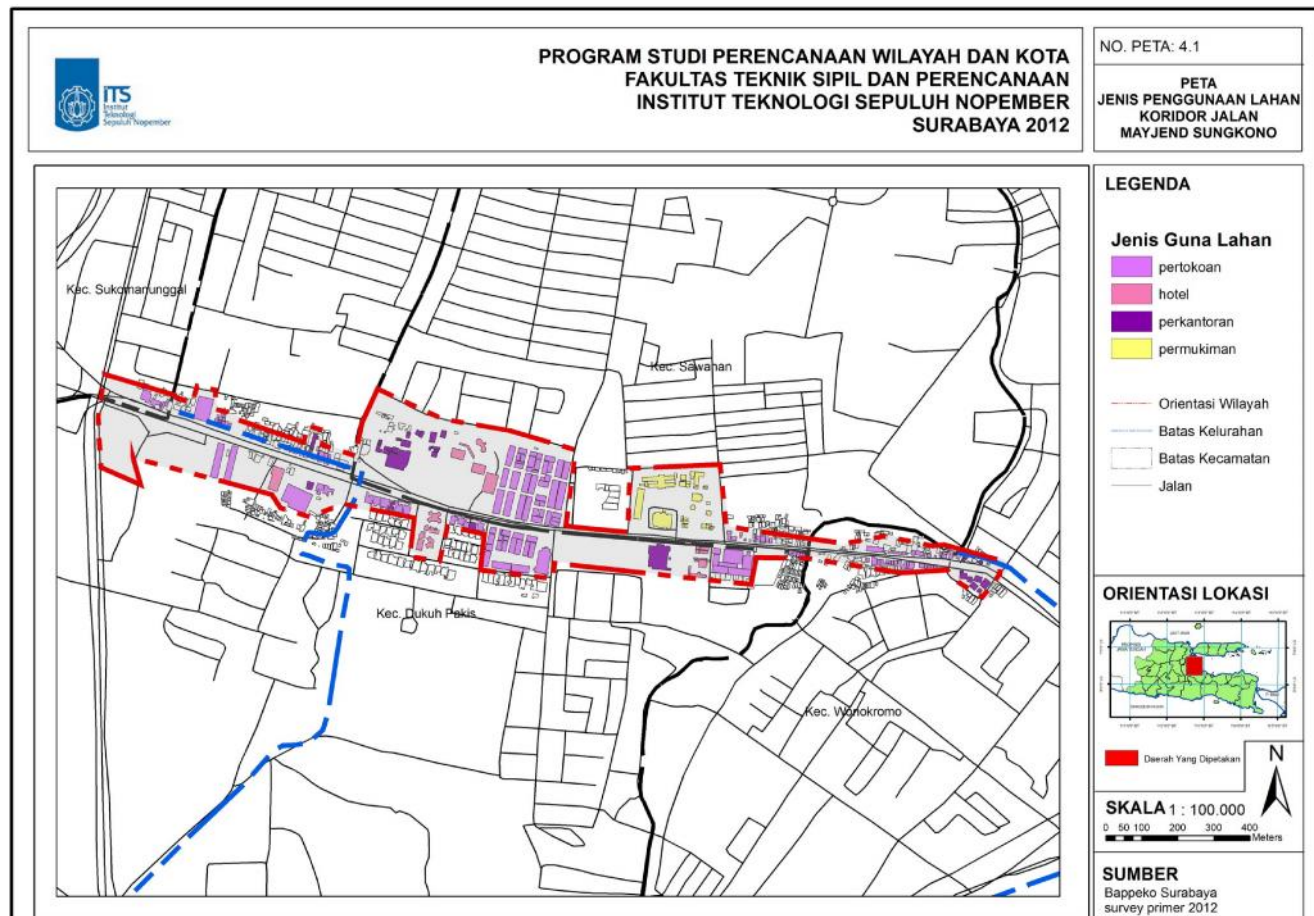 PROGRAM STUDI PERENCANAAN WILAYAH DAN KOTA
FAKULTAS TEKNIK SIPIL DAN PERENCANAAN
INSTITUT TEKNOLOGI SEPULUH NOPEMBER
SURABAYA 2012
ITS
Institut
Teknologi
Sepuluh Nopember
NO. PETA: 4.1
PETA
JENIS PENGGUNAAN LAHAN
KORIDOR JALAN
MAYJEND SUNGKONO
Kec. Sukomanunggal
Kec. Sawahan
Kec. Dukuh Pakis
Kec. Wonokromo
LEGENDA
Jenis Guna Lahan
pertokoan
hotel
perkantoran
permukiman
Orientasi Wilayah
Batas Kelurahan
Batas Kecamatan
Jalan
ORIENTASI LOKASI
Daerah Yang Dipetakan
N
SKALA 1 : 100.000
0 50 100 200 300 400
Meters
SUMBER
Bappeko Surabaya
survey primer 2012